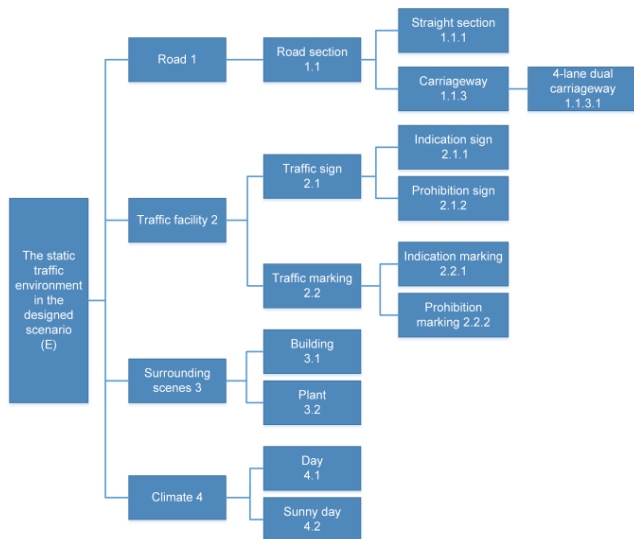 The static
traffic
environment
in the
designed
scenario
(E)
Road 1
Road section
1.1
Straight section
1.1.1
Carriageway
1.1.3
4-lane dual
carriageway
1.1.3.1
Traffic facility 2
Traffic sign
2.1
Indication sign
2.1.1
Prohibition sign
2.1.2
Traffic marking
2.2
Indication marking
2.2.1
Prohibition
marking 2.2.2
Surrounding
scenes 3
Building
3.1
Plant
3.2
Climate 4
Day
4.1
Sunny day
4.2